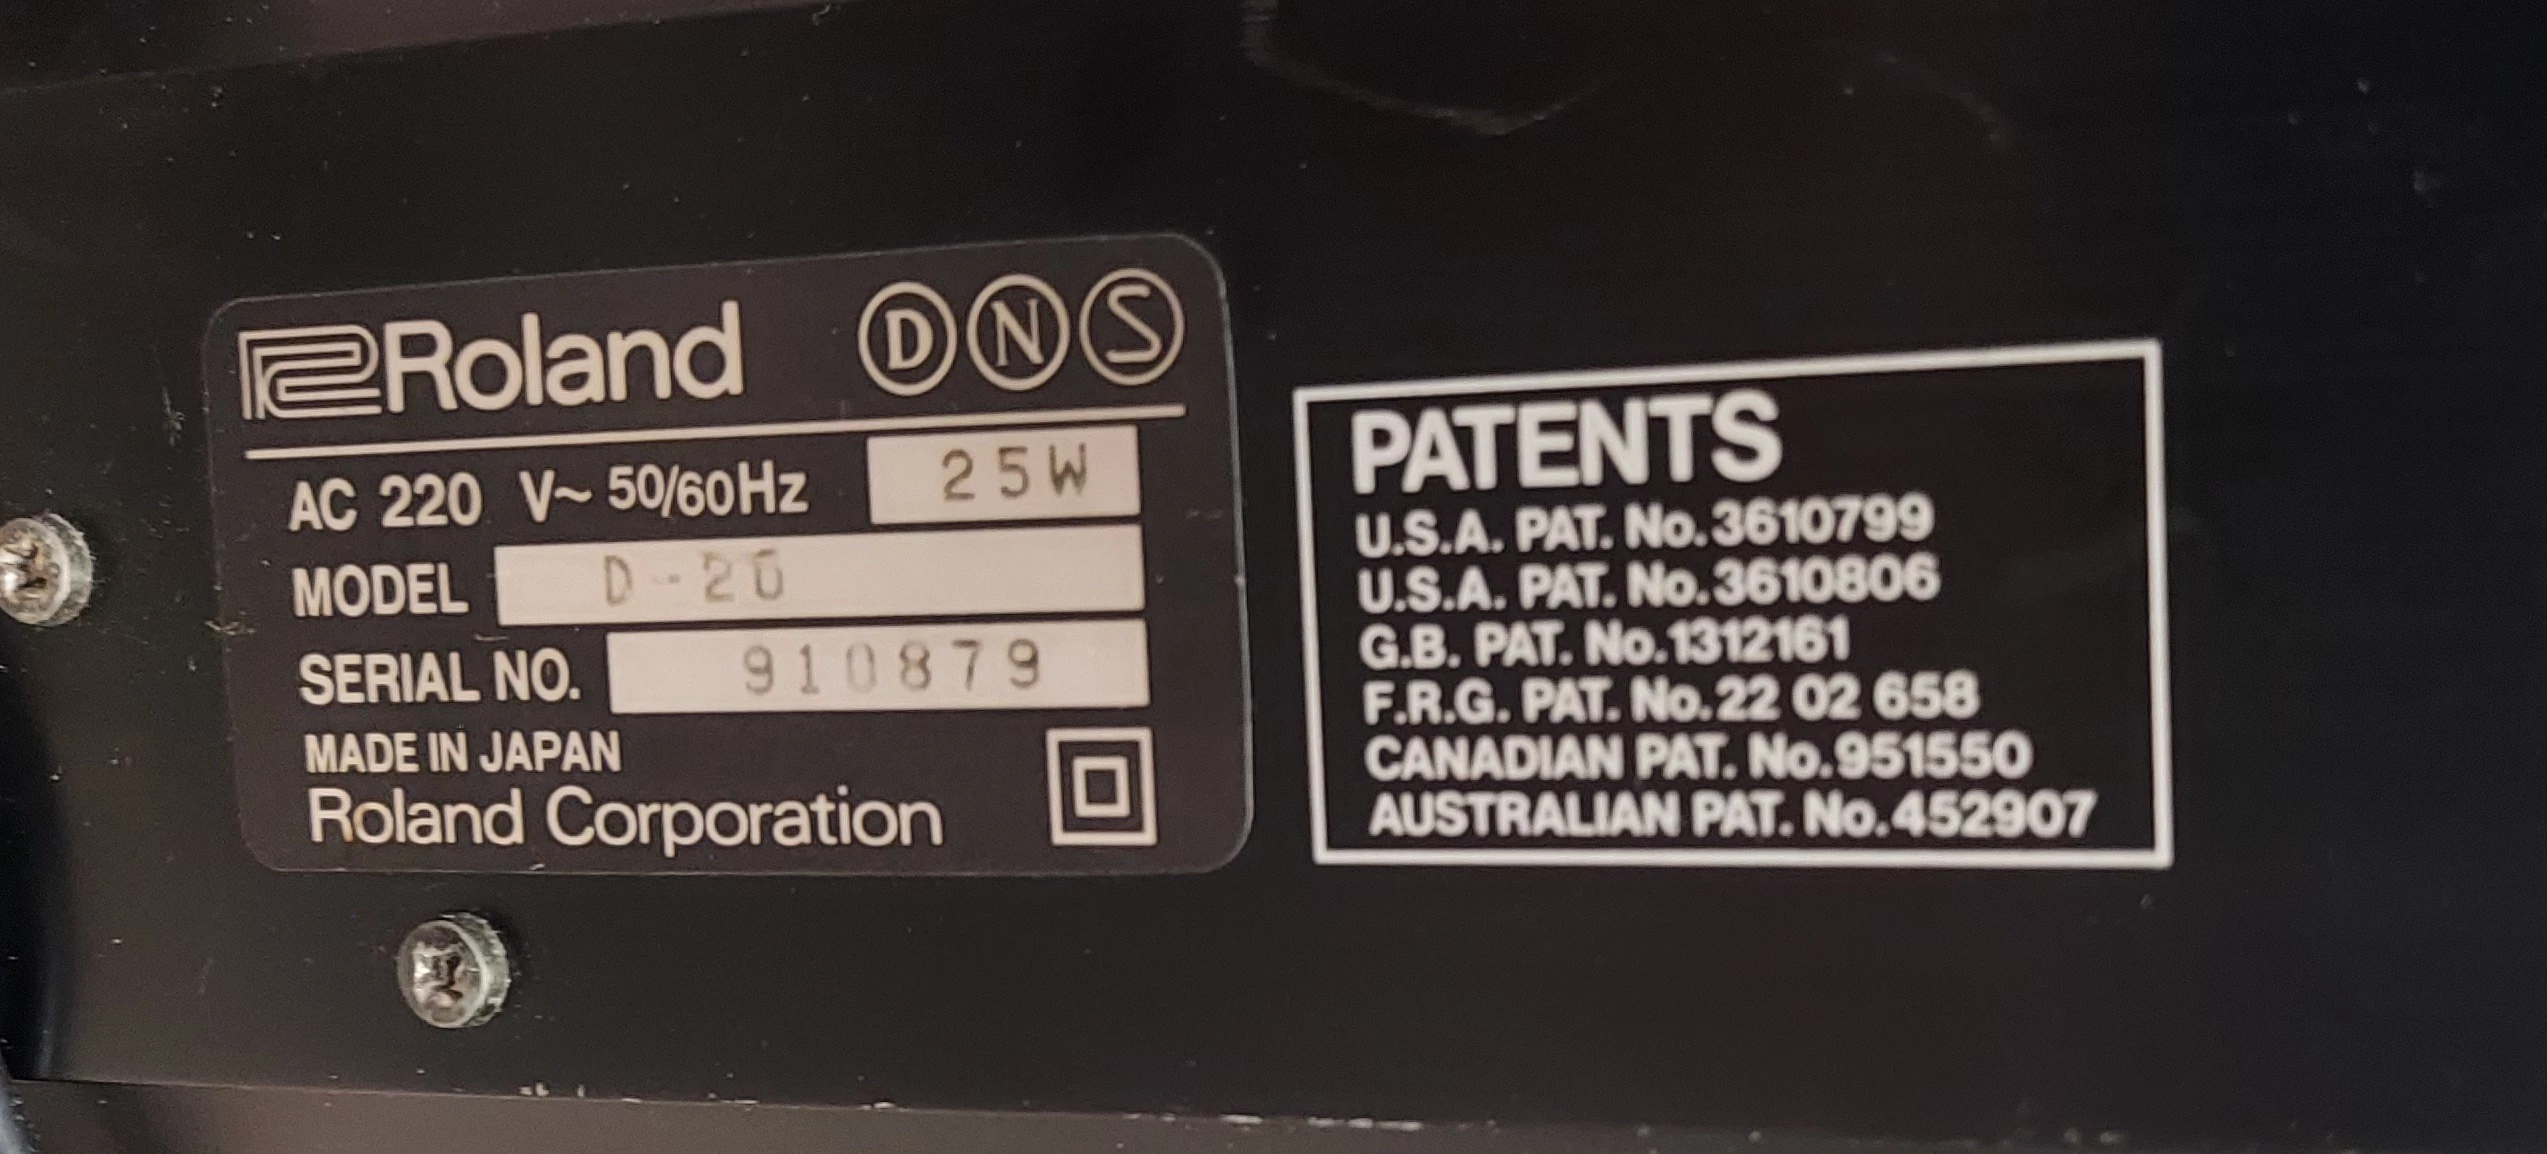 Roland D N S
AC 220 V~ 50/60Hz 25W
MODEL D-20
SERIAL NO. 910879
MADE IN JAPAN
Roland Corporation
PATENTS
U.S.A. PAT. No.3610799
U.S.A. PAT. No.3610806
G.B. PAT. No.1312161
F.R.G. PAT. No.22 02 658
CANADIAN PAT. No.951550
AUSTRALIAN PAT. No.452907